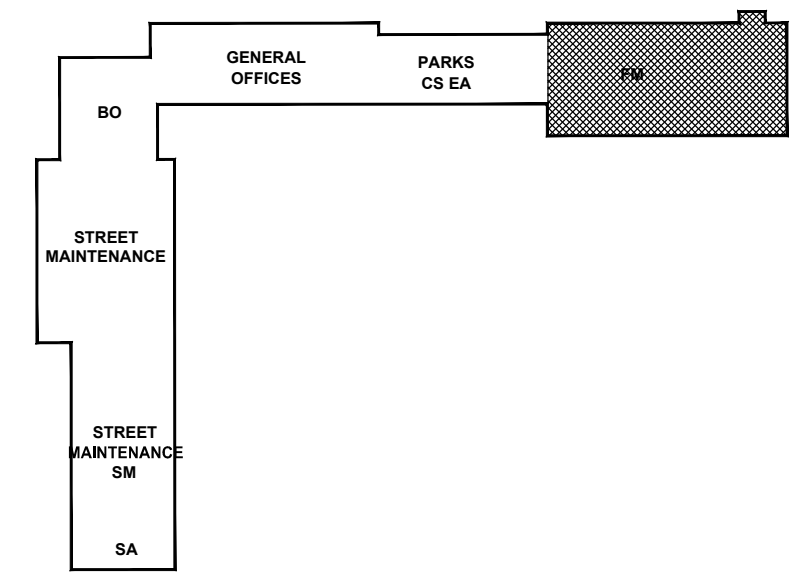 GENERAL
OFFICES
PARKS
CS EA
FM
BO
STREET
MAINTENANCE
STREET
MAINTENANCE
SM
SA